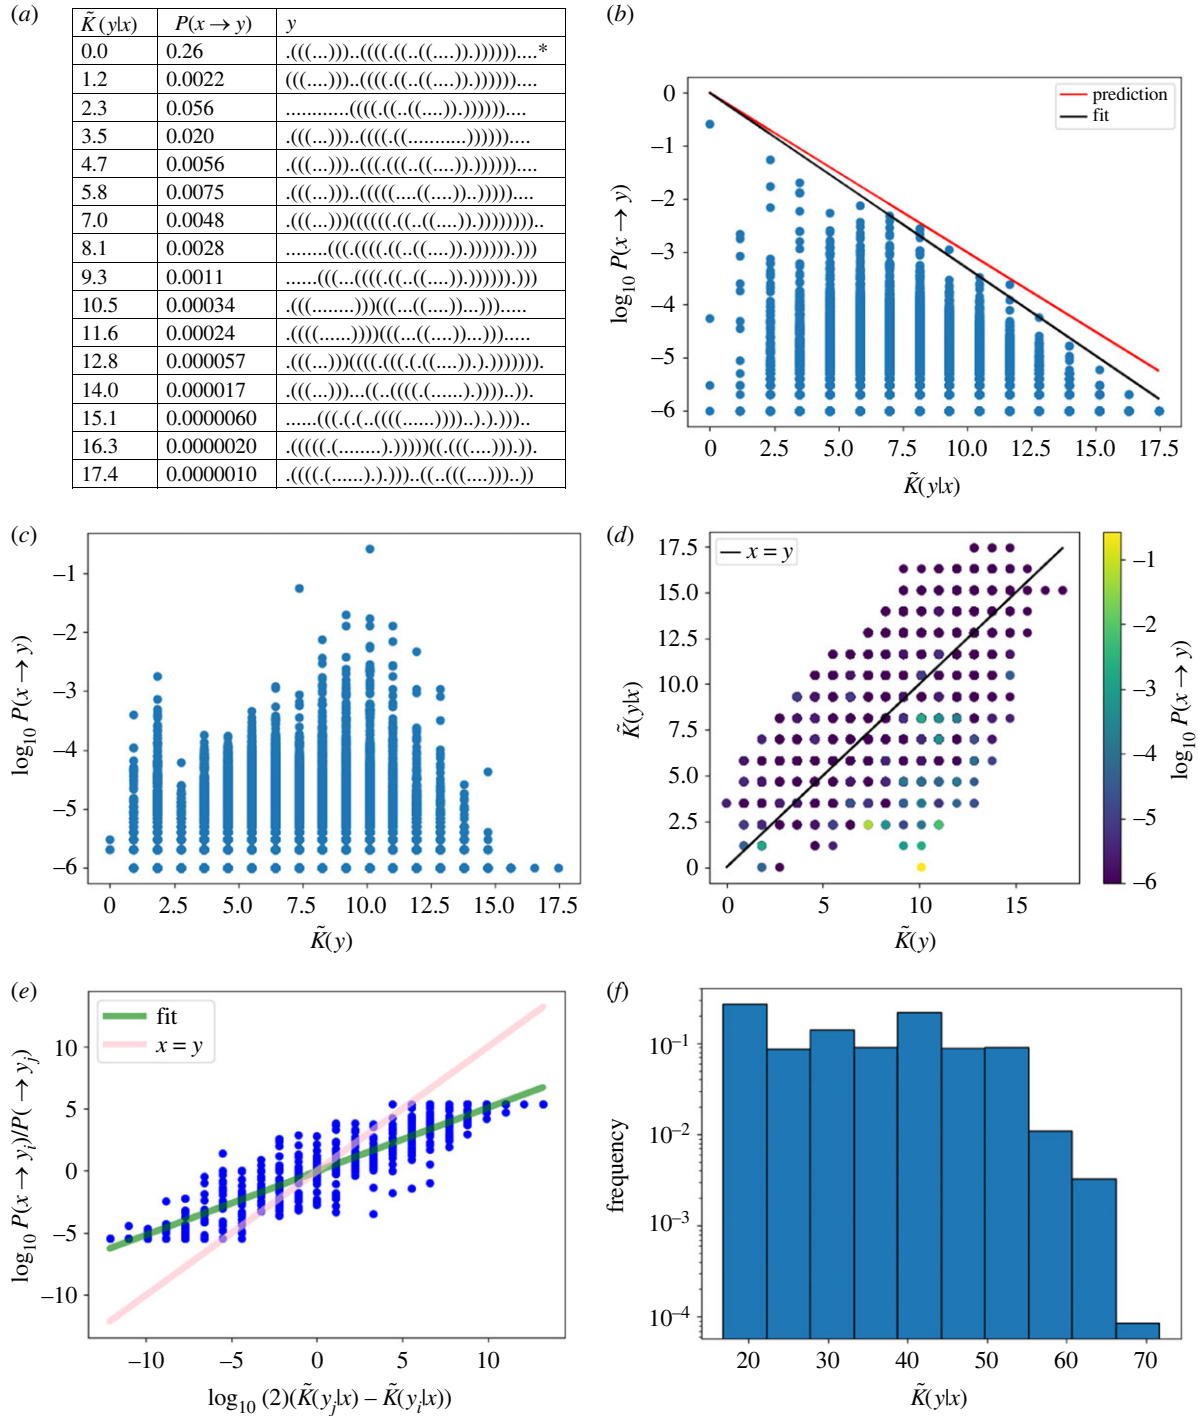 (a)
K̃(y|x) P(x → y) y
0.0 0.26 .(((...)))..((((.((..((....)).))))))....*
1.2 0.0022 (((....)))..((((.((..((....)).))))))....
2.3 0.056 ............((((.((..((....)).))))))....
3.5 0.020 .(((...)))..((((............))))))....
4.7 0.0056 .(((...)))..(((.(((..((....)).))))))....
5.8 0.0075 .(((...)))..(((((....((....))..)))))....
7.0 0.0048 .(((...)))((((((.((..((....)).))))))))..
8.1 0.0028 ........(((.((((.((..((....)).)))))).)))
9.3 0.0011 ......(((...((((.((..((....)).)))))).)))
10.5 0.00034 .(((........)))(((...((....))...))).....
11.6 0.00024 .((((......))))(((...((....))...))).....
12.8 0.000057 .(((...)))((((.(((.(.((....)).).))))))).
14.0 0.000017 .(((...)))...((..((((.(......).))))..)).
15.1 0.0000060 ......(((.(.(..((((......))))..).).)))..
16.3 0.0000020 .(((((.(........).)))))((.(((....))).)).
17.4 0.0000010 .((((.(......).).)))..((..(((....)))..))
(b)
0
–1
–2
–3
–4
–5
–6
log10 P(x → y)
prediction
fit
0 2.5 5.0 7.5 10.0 12.5 15.0 17.5
K̃(y|x)
(c)
–1
–2
–3
–4
–5
–6
log10 P(x → y)
0 2.5 5.0 7.5 10.0 12.5 15.0 17.5
K̃(y)
(d)
17.5
15.0
12.5
10.0
7.5
5.0
2.5
0
K̃(y|x)
x = y
0 5 10 15
K̃(y)
–1
–2
–3
–4
–5
–6
log10 P(x → y)
(e)
10
5
0
–5
–10
log10 P(x → yi)/P( → yj)
fit
x = y
–10 –5 0 5 10
log10 (2)(K̃(yj|x) – K̃(yi|x))
(f)
10–1
10–2
10–3
10–4
frequency
20 30 40 50 60 70
K̃(y|x)